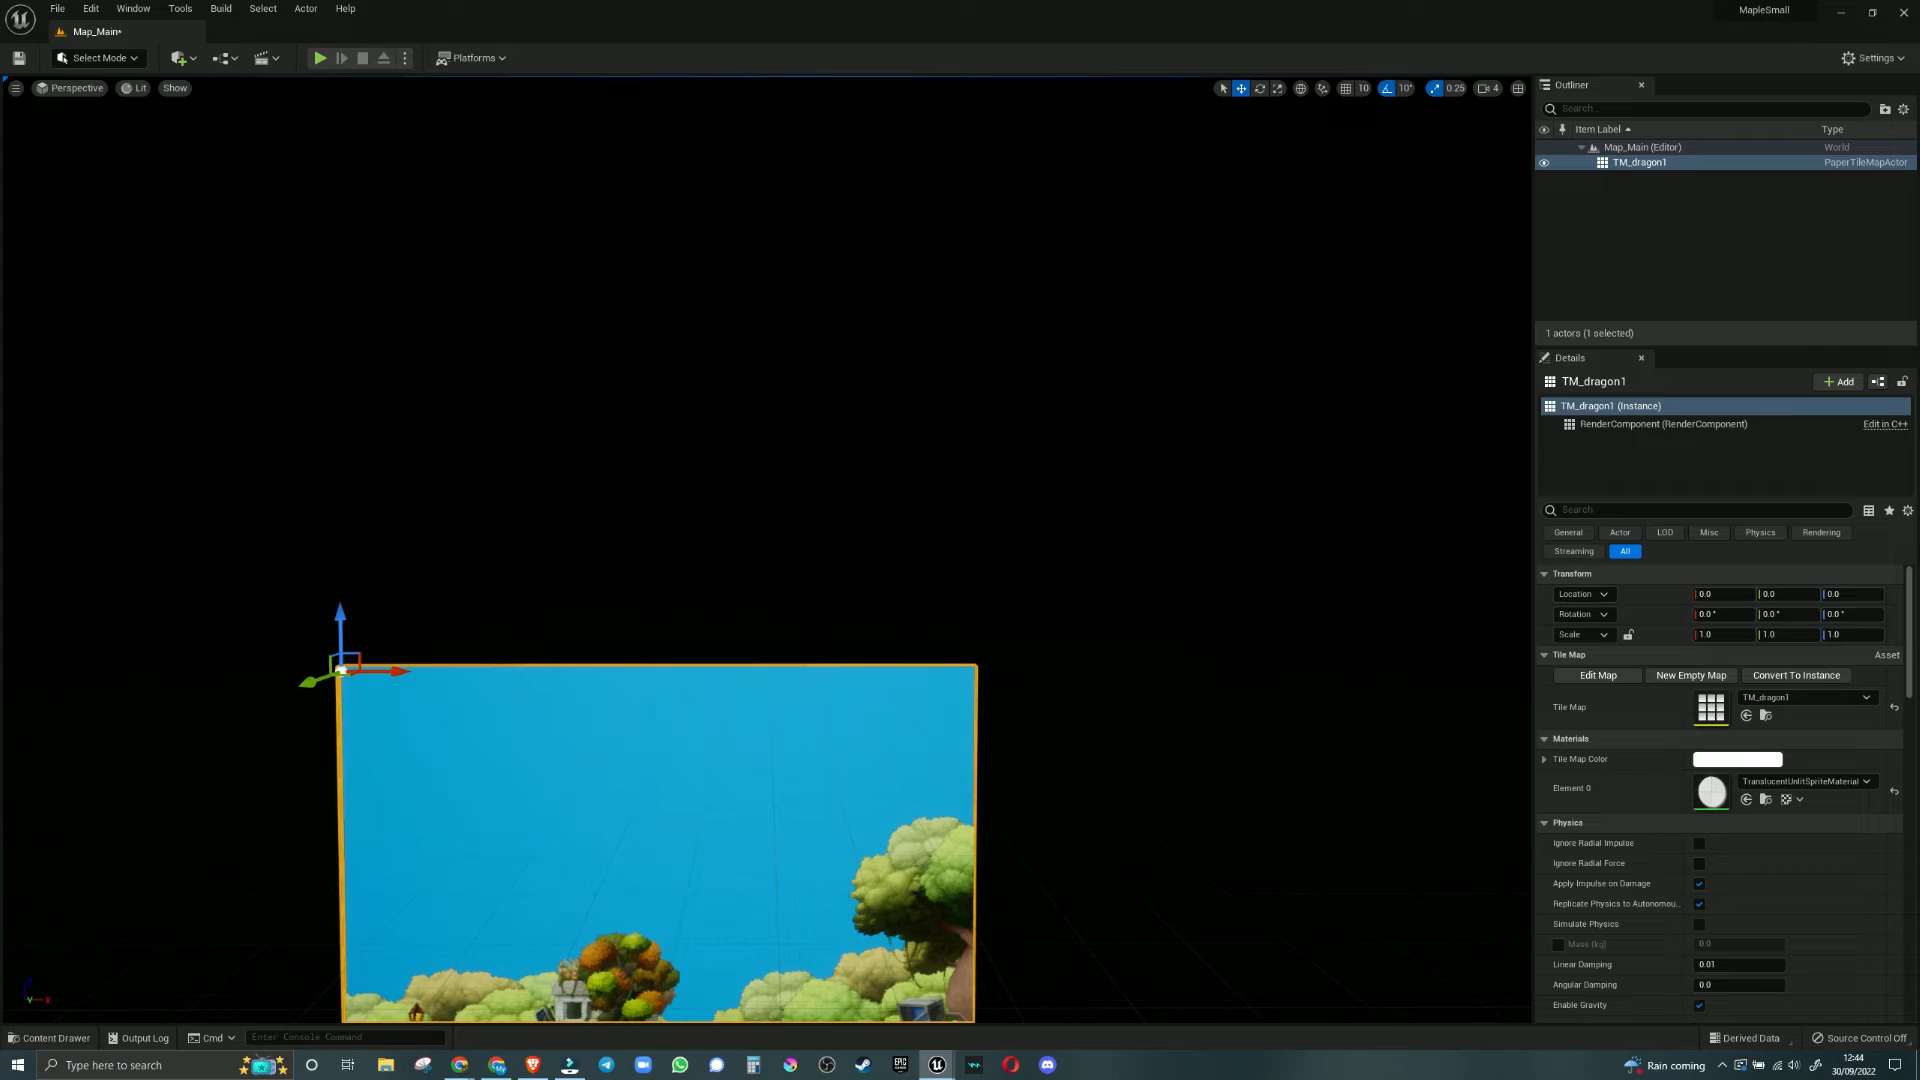 File Edit Window Tools Build Select Actor Help
MapleSmall
Map_Main*
Select Mode
Platforms
Settings
Perspective Lit Show
10 10° 0.25 4
Outliner
Search...
Item Label Type
Map_Main (Editor) World
TM_dragon1 PaperTileMapActor
1 actors (1 selected)
Details
TM_dragon1
Add
TM_dragon1 (Instance)
RenderComponent (RenderComponent) Edit in C++
Search
General Actor LOD Misc Physics Rendering
Streaming All
Transform
Location 0.0 0.0 0.0
Rotation 0.0 ° 0.0 ° 0.0 °
Scale 1.0 1.0 1.0
Tile Map Asset
Edit Map New Empty Map Convert To Instance
TM_dragon1
Tile Map
Materials
Tile Map Color
TranslucentUnlitSpriteMaterial
Element 0
Physics
Ignore Radial Impulse
Ignore Radial Force
Apply Impulse on Damage
Replicate Physics to Autonomou...
Simulate Physics
Mass (kg) 0.0
Linear Damping 0.01
Angular Damping 0.0
Enable Gravity
Y X
Content Drawer Output Log Cmd Enter Console Command Derived Data Source Control Off
Type here to search
EPIC
Rain coming
12:44
30/09/2022